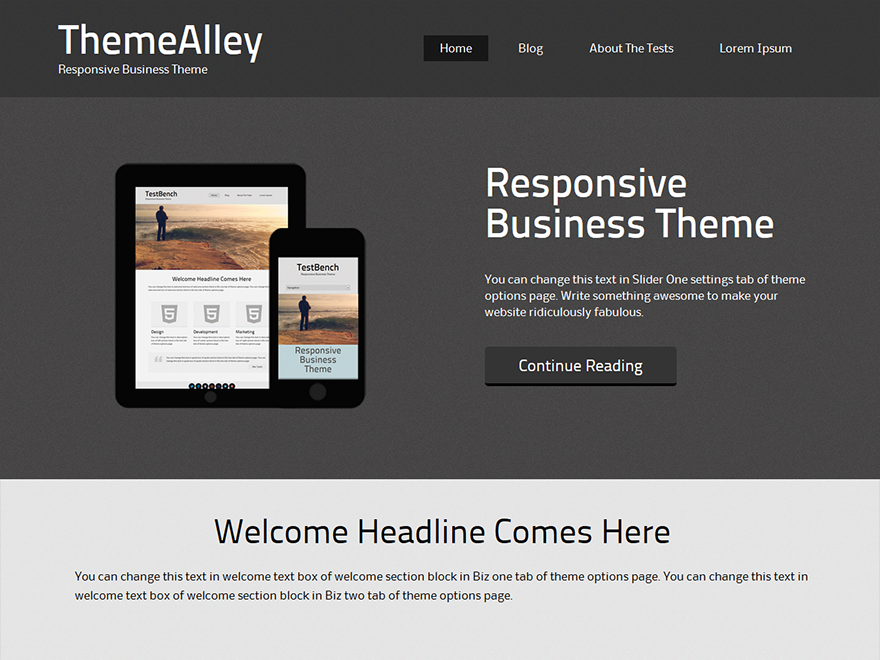 ThemeAlley
Responsive Business Theme
Home
Blog
About The Tests
Lorem Ipsum
TestBench
Welcome Headline Comes Here
Design
Development
Marketing
TestBench
Responsive
Business
Theme
Responsive
Business Theme
You can change this text in Slider One settings tab of theme
options page. Write something awesome to make your
website ridiculously fabulous.
Continue Reading
Welcome Headline Comes Here
You can change this text in welcome text box of welcome section block in Biz one tab of theme options page. You can change this text in
welcome text box of welcome section block in Biz two tab of theme options page.